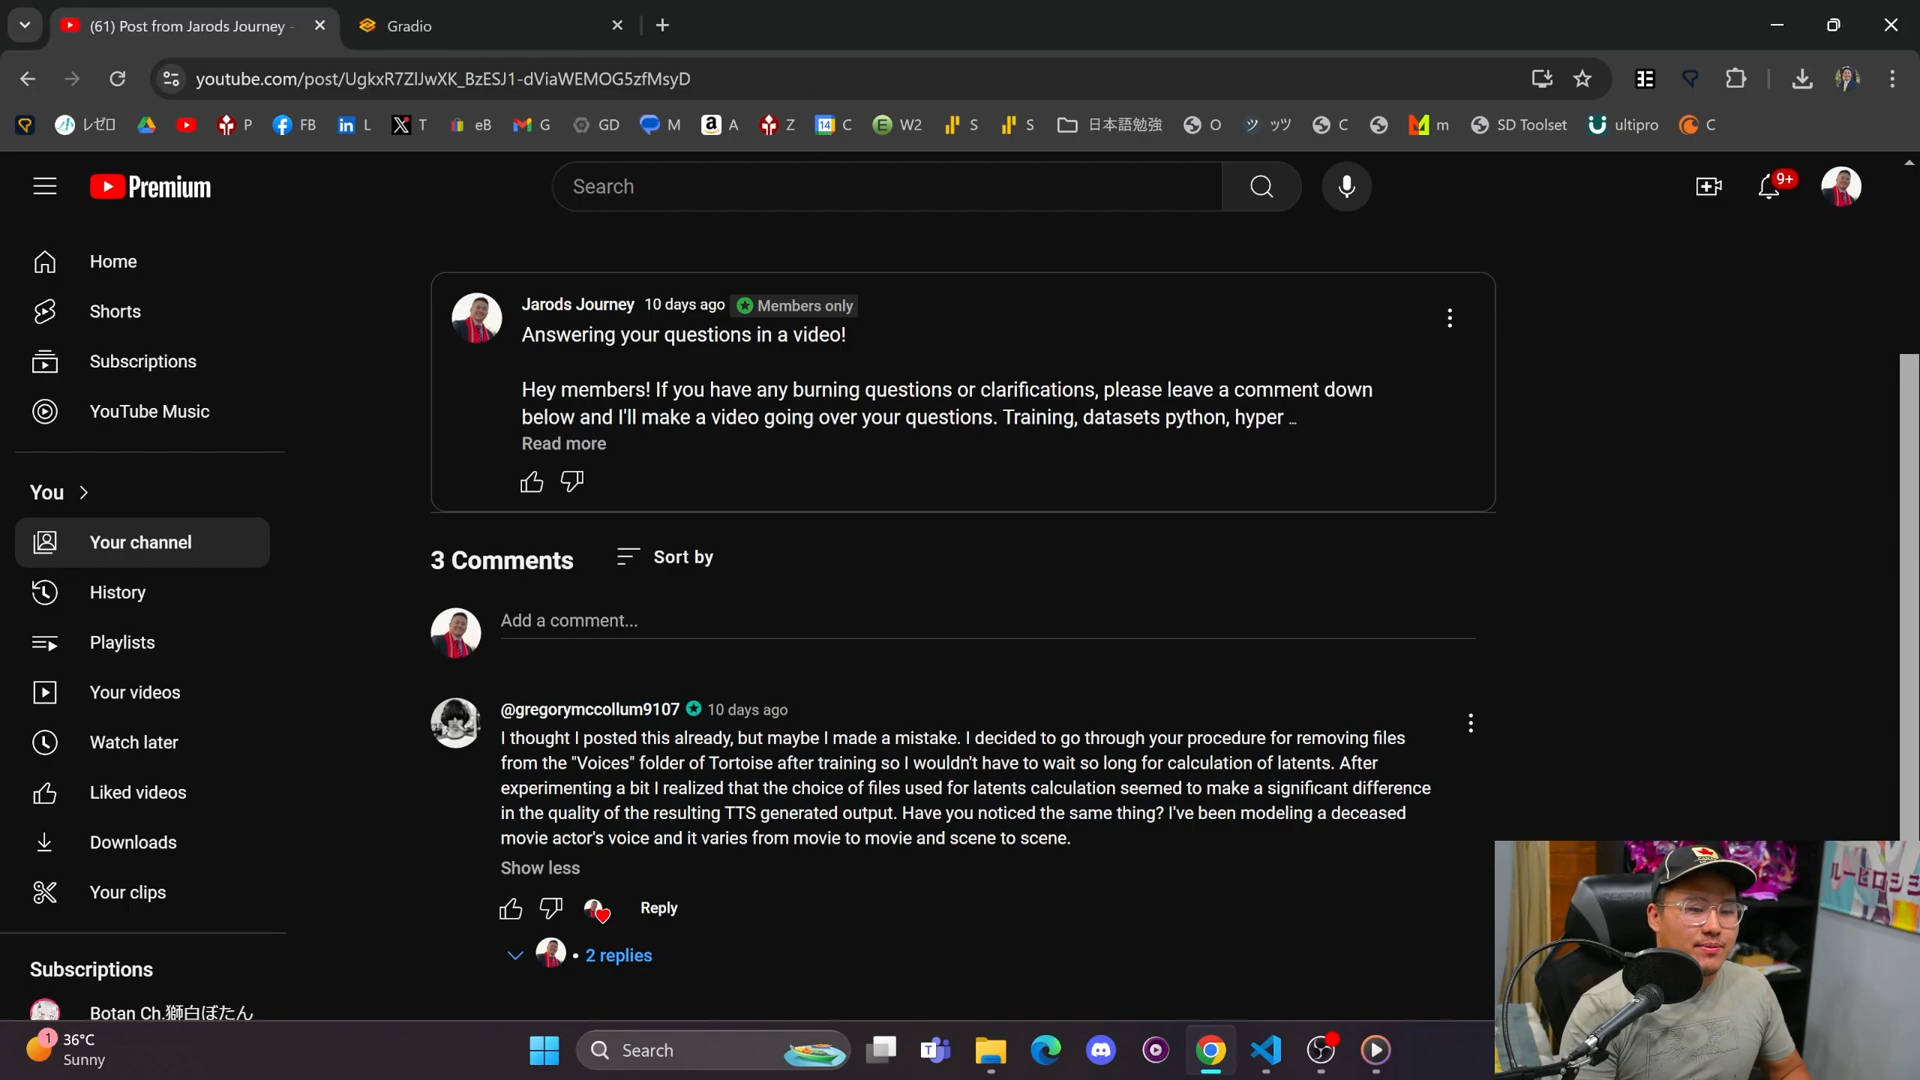 (61) Post from Jarods Journey -
Gradio
youtube.com/post/UgkxR7ZlJwXK_BzESJ1-dViaWEMOG5zfMsyD
レゼロ
P
FB
L
T
eB
G
GD
M
A
Z
14 C
W2
S
S
日本語勉強
O
ッツ
C
m
SD Toolset
ultipro
C
Premium
Search
9+
Home
Shorts
Subscriptions
YouTube Music
You
Your channel
History
Playlists
Your videos
Watch later
Liked videos
Downloads
Your clips
Subscriptions
Botan Ch.獅白ぼたん
Jarods Journey 10 days ago Members only
Answering your questions in a video!
Hey members! If you have any burning questions or clarifications, please leave a comment down
below and I'll make a video going over your questions. Training, datasets python, hyper ...
Read more
3 Comments
Sort by
Add a comment...
@gregorymccollum9107 10 days ago
I thought I posted this already, but maybe I made a mistake. I decided to go through your procedure for removing files
from the "Voices" folder of Tortoise after training so I wouldn't have to wait so long for calculation of latents. After
experimenting a bit I realized that the choice of files used for latents calculation seemed to make a significant difference
in the quality of the resulting TTS generated output. Have you noticed the same thing? I've been modeling a deceased
movie actor's voice and it varies from movie to movie and scene to scene.
Show less
Reply
• 2 replies
1
36°C
Sunny
Search